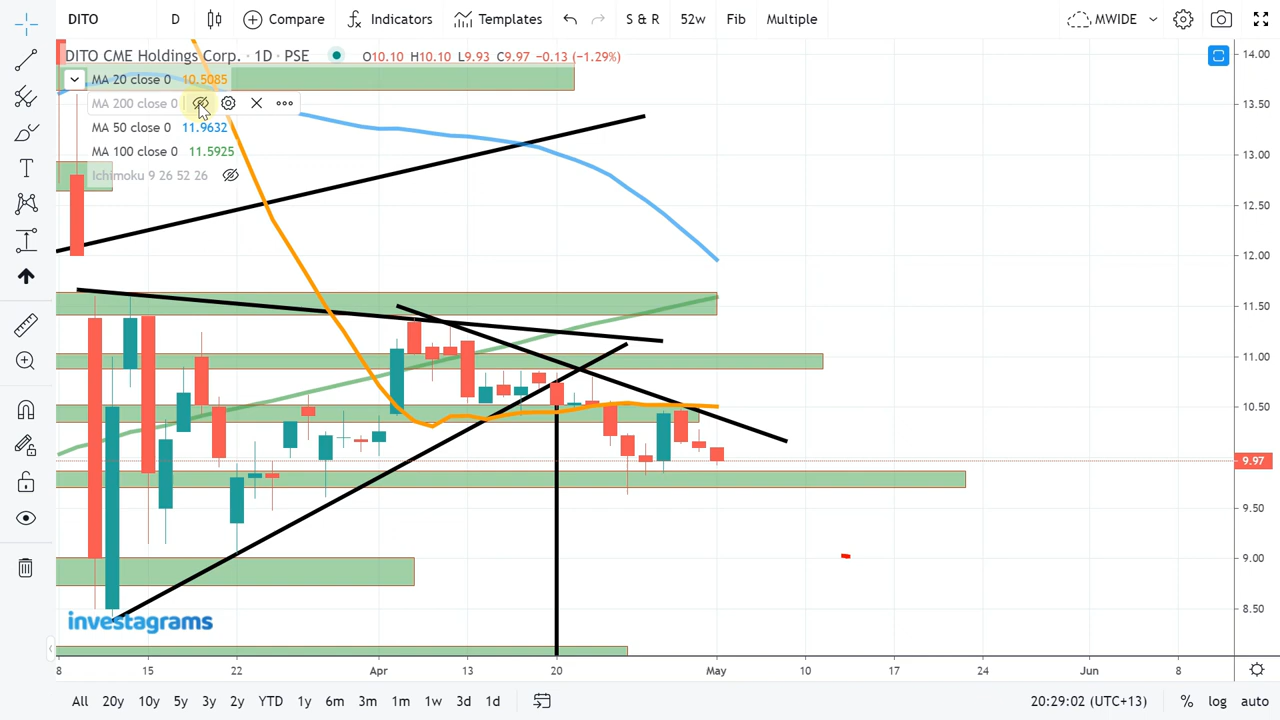 DITO D Compare Indicators Templates S & R 52w Fib Multiple MWIDE
DITO CME Holdings Corp. · 1D · PSE O10.10 H10.10 L9.93 C9.97 −0.13 (−1.29%)
MA 20 close 0 10.5085
MA 200 close 0
MA 50 close 0 11.9632
MA 100 close 0 11.5925
Ichimoku 9 26 52 26
14.00
13.50
13.00
12.50
12.00
11.50
11.00
10.50
9.97
9.50
9.00
8.50
investagrams
8 15 22 Apr 13 20 May 10 17 24 Jun 8
All 20y 10y 5y 3y 2y YTD 1y 6m 3m 1m 1w 3d 1d 20:29:02 (UTC+13) % log auto